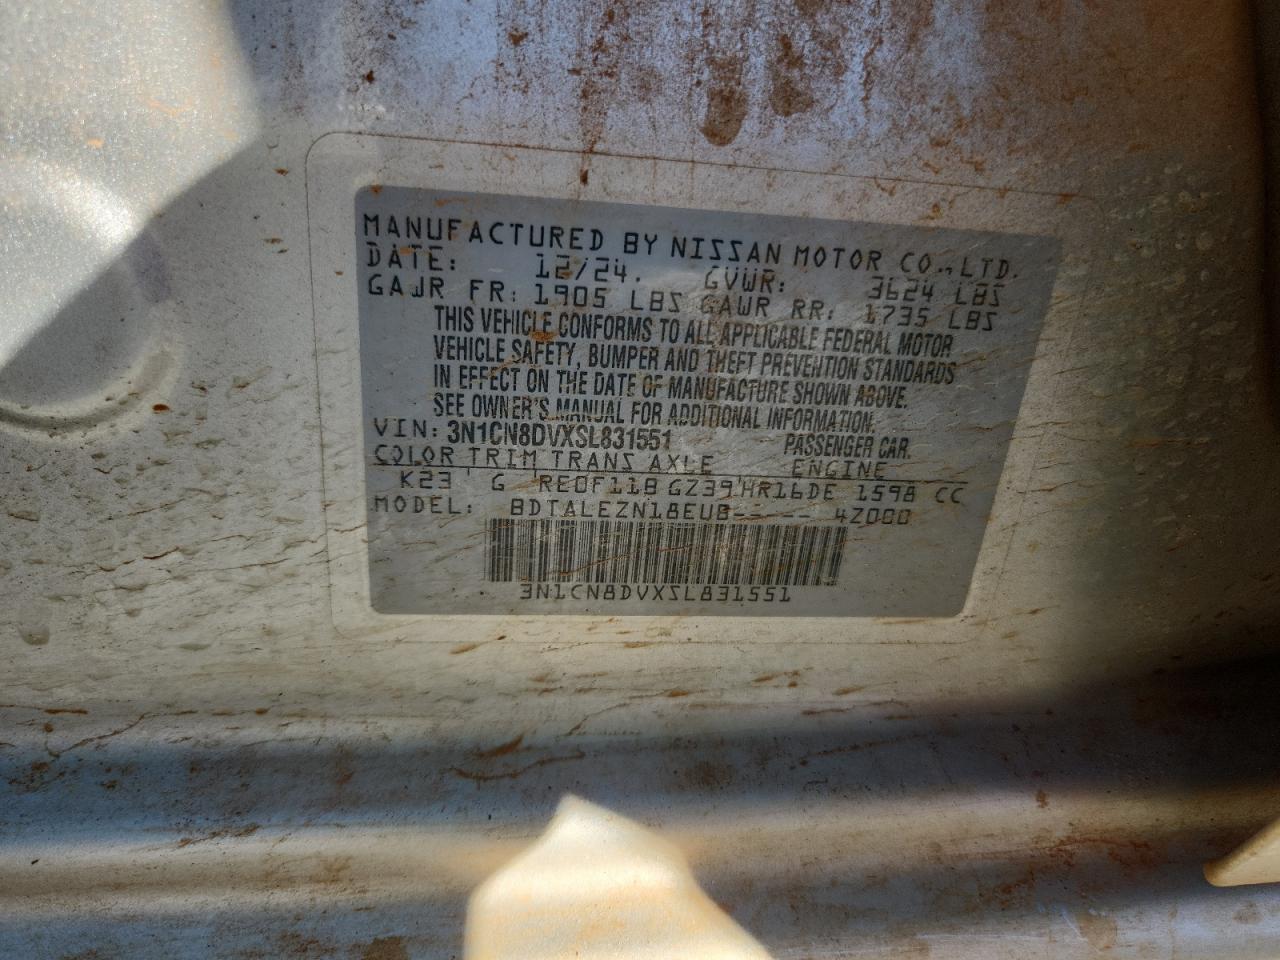 MANUFACTURED BY NISSAN MOTOR CO., LTD.
DATE: 12/24. GVWR: 3624 LBS
GAWR FR: 1905 LBS GAWR RR: 1735 LBS
THIS VEHICLE CONFORMS TO ALL APPLICABLE FEDERAL MOTOR
VEHICLE SAFETY, BUMPER AND THEFT PREVENTION STANDARDS
IN EFFECT ON THE DATE OF MANUFACTURE SHOWN ABOVE.
SEE OWNER'S MANUAL FOR ADDITIONAL INFORMATION.
VIN: 3N1CN8DVXSL831551 PASSENGER CAR.
COLOR TRIM TRANS AXLE ENGINE
K23 G RE0F11B GZ39 HR16DE 1598 CC
MODEL: BDTALEZN18EUB----- 4Z000
3N1CN8DVXSL831551